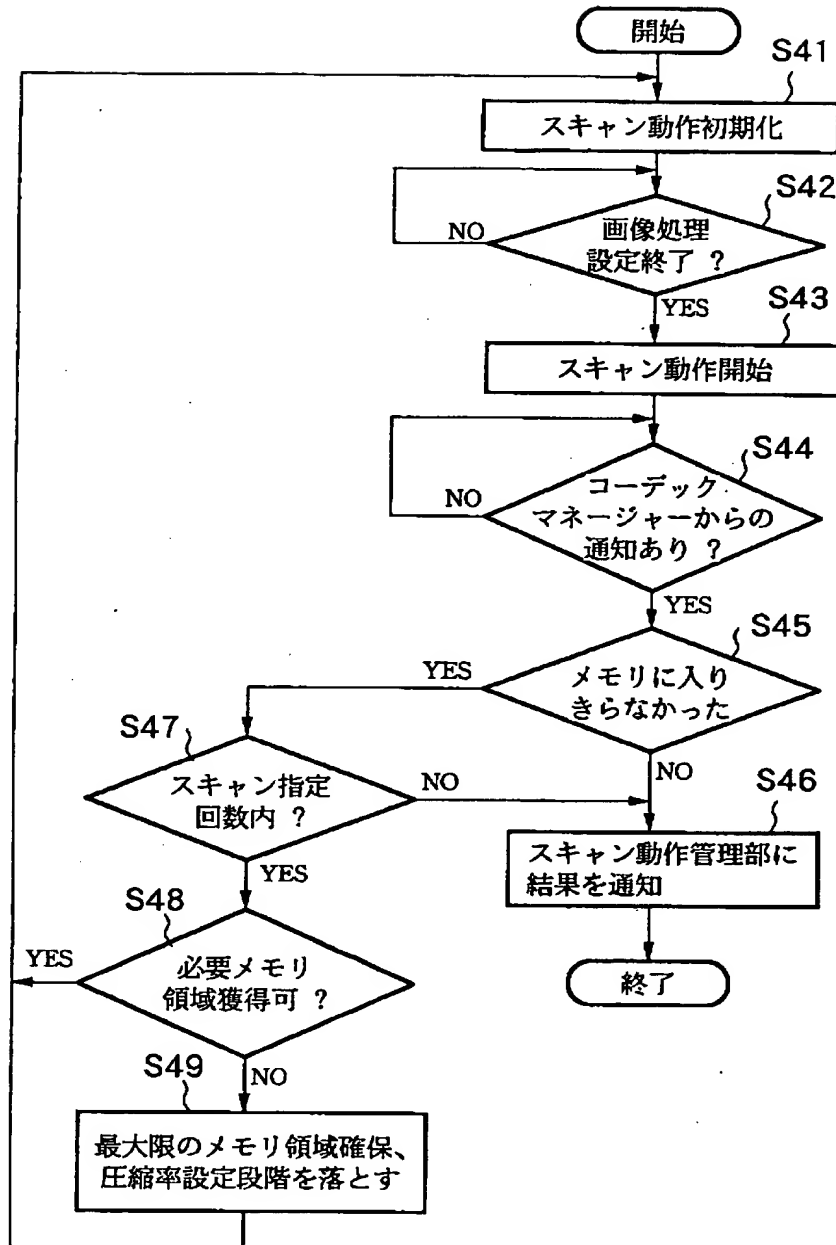 開始
S41
スキャン動作初期化
S42
画像処理
設定終了 ?
NO
YES
S43
スキャン動作開始
S44
コーデック
マネージャーからの
通知あり ?
NO
YES
S45
メモリに入り
きらなかった
YES
NO
S47
スキャン指定
回数内 ?
NO
YES
S46
スキャン動作管理部に
結果を通知
終了
S48
必要メモリ
領域獲得可 ?
YES
NO
S49
最大限のメモリ領域確保、
圧縮率設定段階を落とす